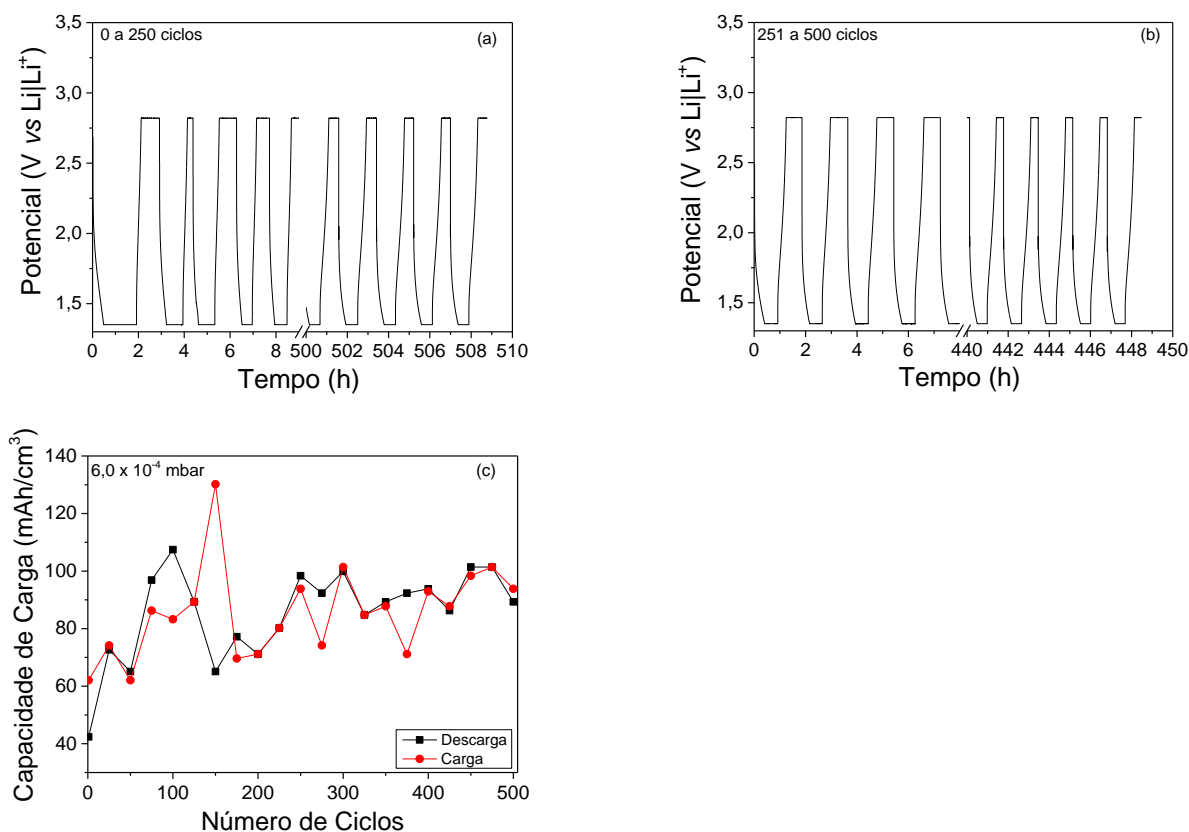 0 a 250 ciclos
(a)
Potencial (V vs Li|Li⁺)
3,5
3,0
2,5
2,0
1,5
0 2 4 6 8 500 502 504 506 508 510
Tempo (h)
251 a 500 ciclos
(b)
Potencial (V vs Li|Li⁺)
3,5
3,0
2,5
2,0
1,5
0 2 4 6 440 442 444 446 448 450
Tempo (h)
6,0 x 10⁻⁴ mbar
(c)
Capacidade de Carga (mAh/cm³)
140
120
100
80
60
40
Descarga
Carga
0 100 200 300 400 500
Número de Ciclos